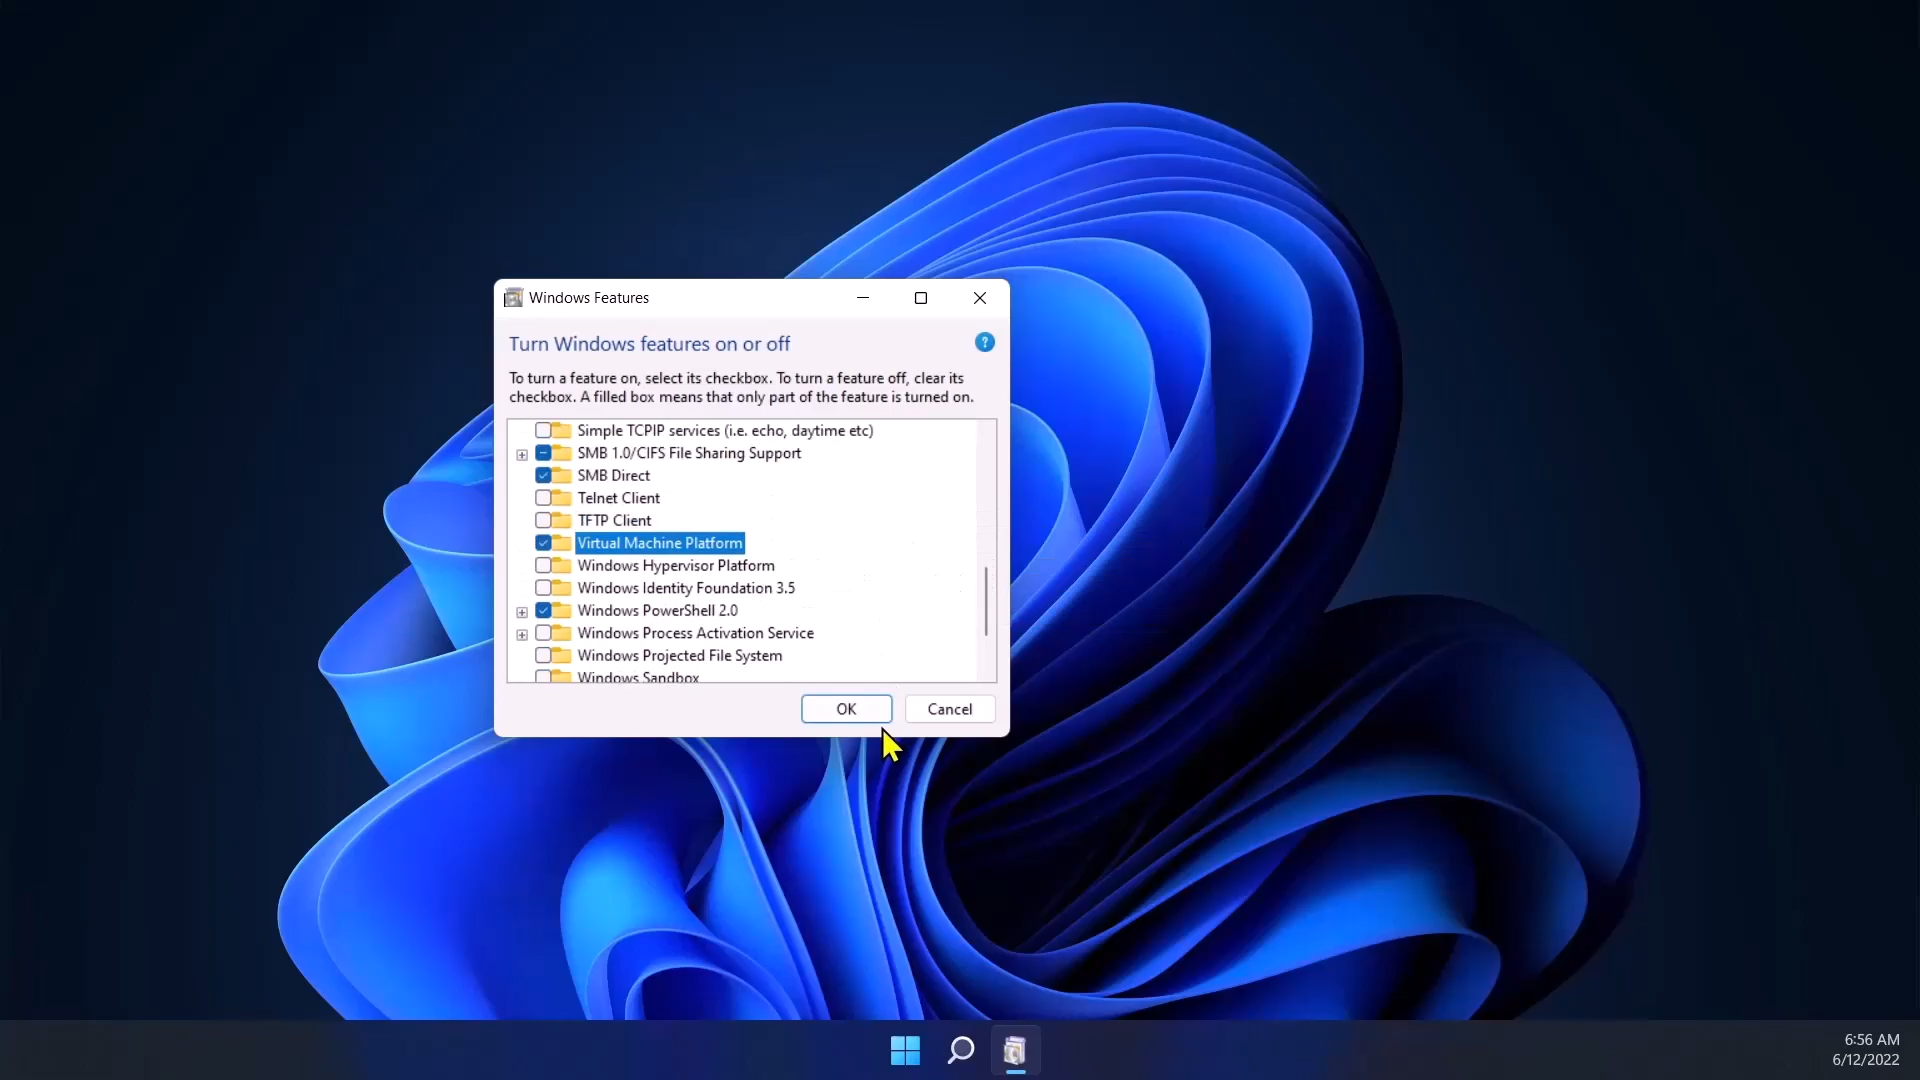 Windows Features
Turn Windows features on or off
?
To turn a feature on, select its checkbox. To turn a feature off, clear its
checkbox. A filled box means that only part of the feature is turned on.
Simple TCPIP services (i.e. echo, daytime etc)
SMB 1.0/CIFS File Sharing Support
SMB Direct
Telnet Client
TFTP Client
Virtual Machine Platform
Windows Hypervisor Platform
Windows Identity Foundation 3.5
Windows PowerShell 2.0
Windows Process Activation Service
Windows Projected File System
Windows Sandbox
OK Cancel
6:56 AM
6/12/2022